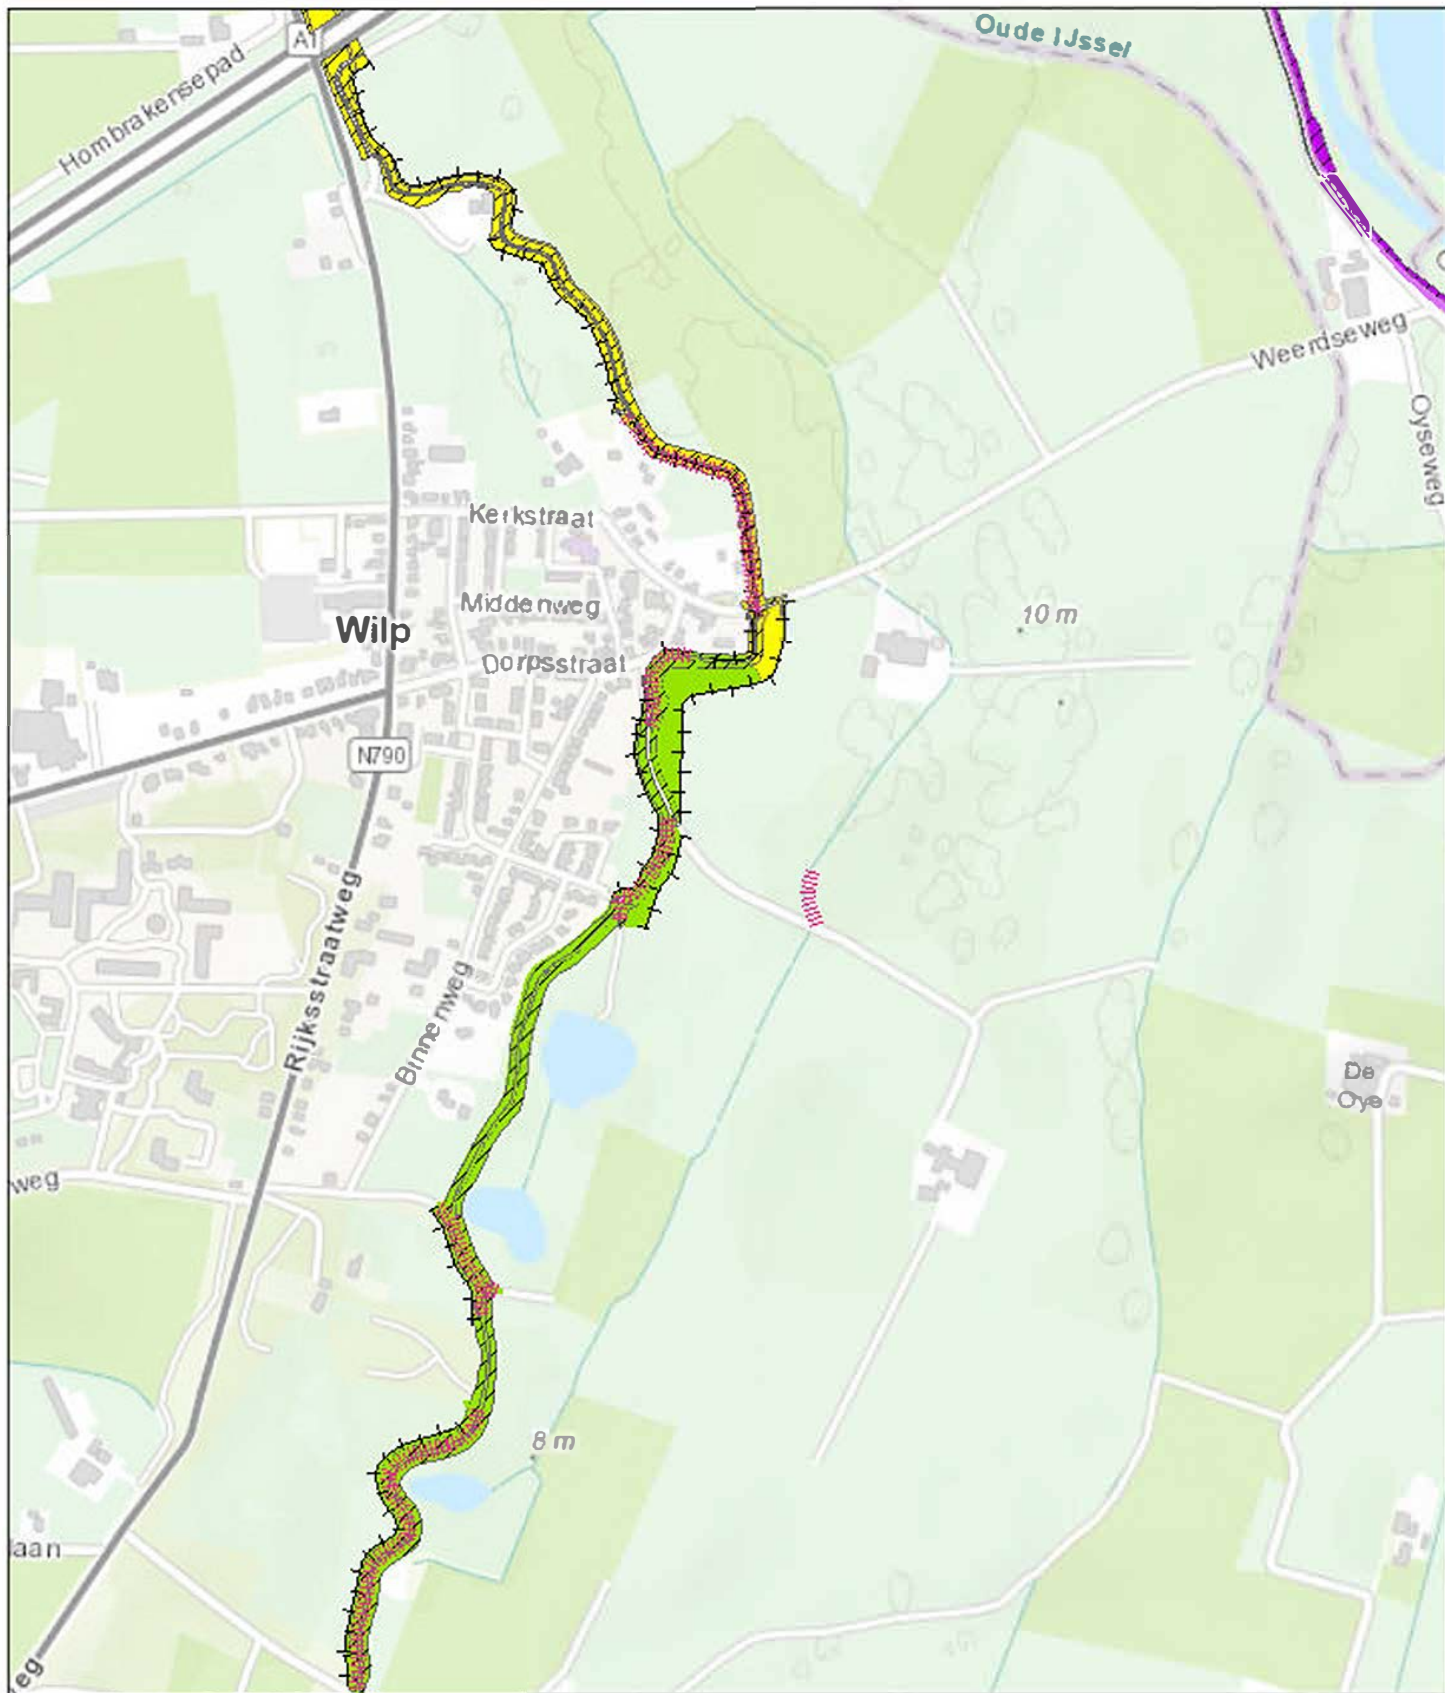 Oude IJssel
A1
Hombrakensepad
Weerdseweg
Oyseweg
Kerkstraat
Middenweg
10 m
Wilp
Dorpsstraat
N790
Rijksstraatweg
Binnenweg
De
Oye
weg
8 m
laan
eg